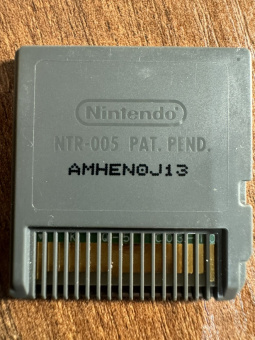 Nintendo
NTR-005 PAT. PEND.
AMHEN0J13